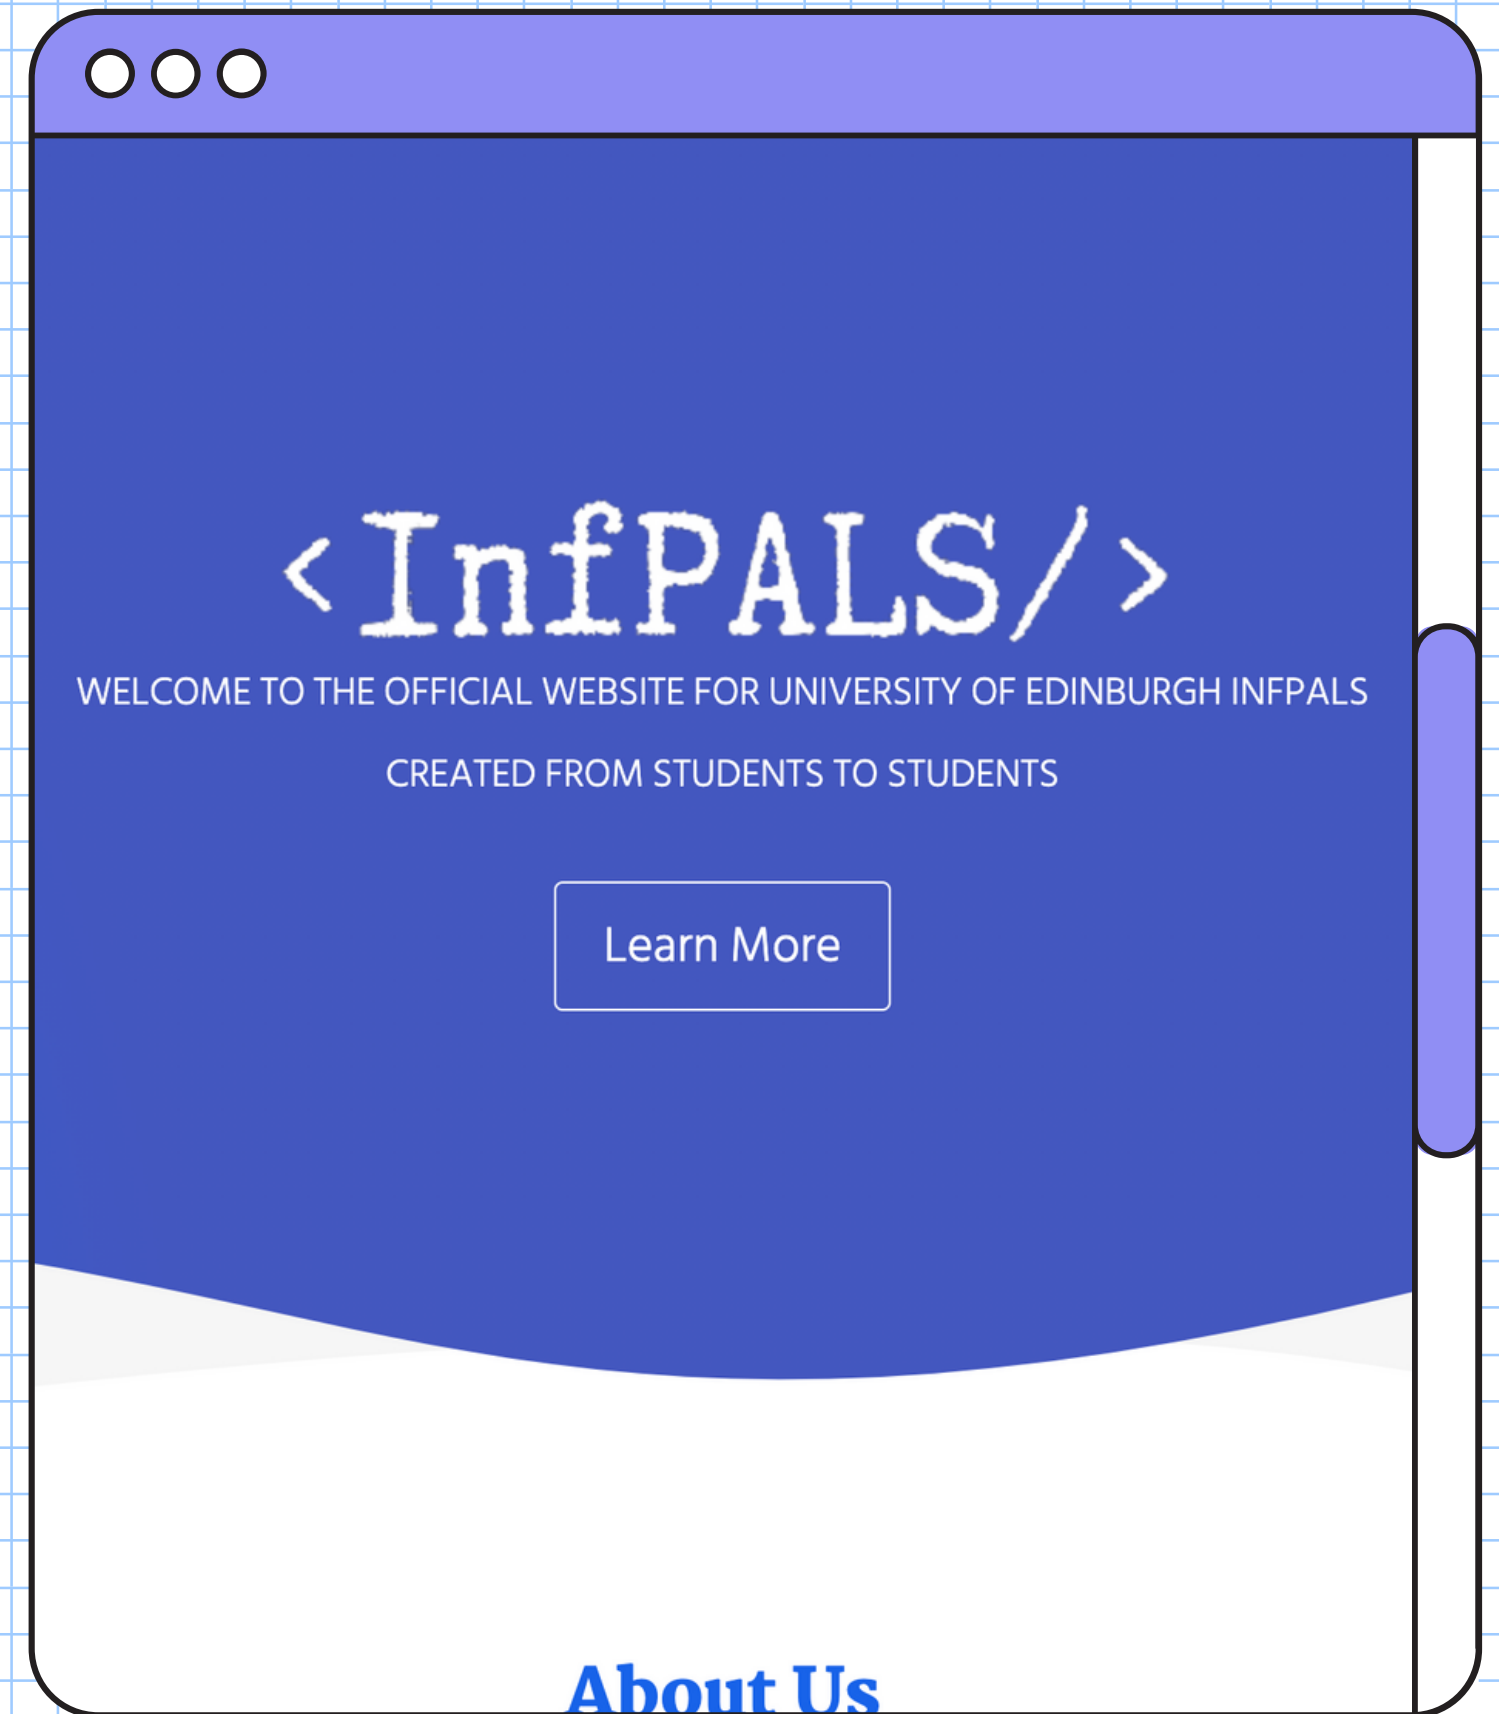 <InfPALS/>
WELCOME TO THE OFFICIAL WEBSITE FOR UNIVERSITY OF EDINBURGH INFPALS
CREATED FROM STUDENTS TO STUDENTS
Learn More
About Us